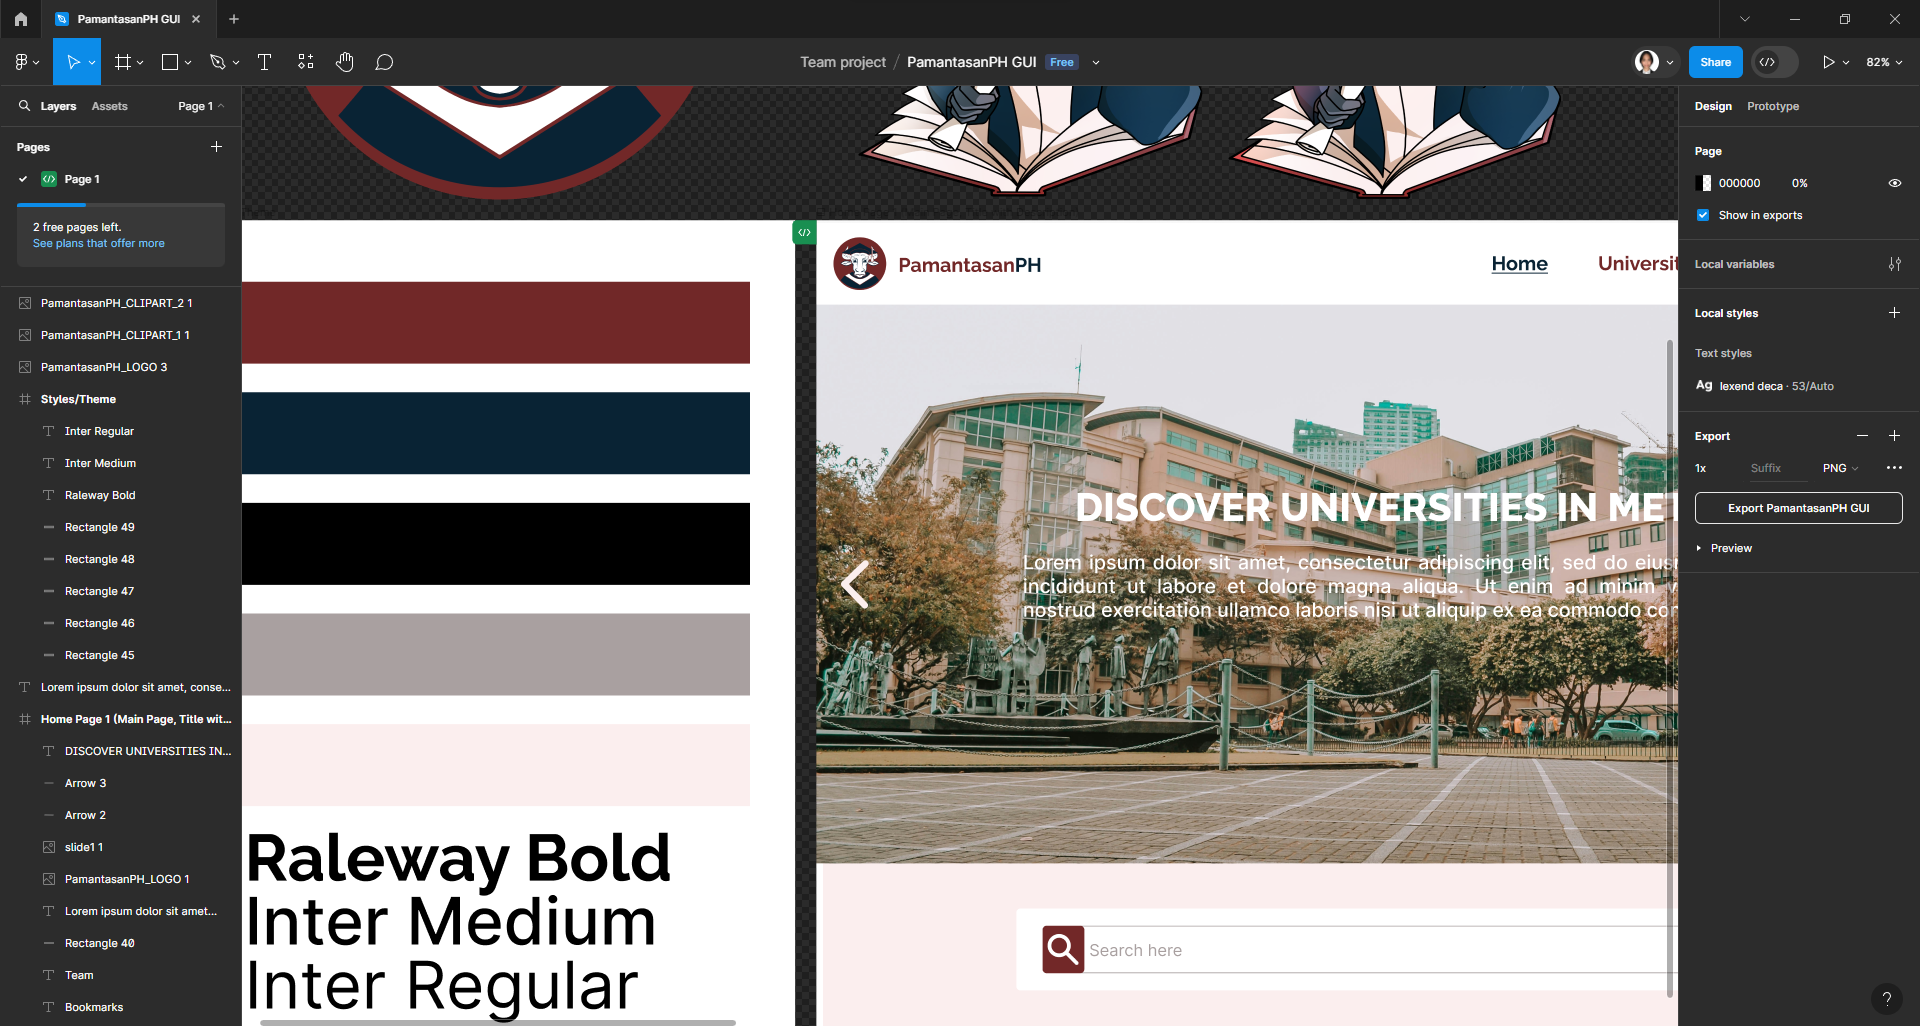 PamantasanPH GUI
Team project / PamantasanPH GUI Free
Share
82%
Layers Assets Page 1
Pages
Page 1
2 free pages left.
See plans that offer more
PamantasanPH_CLIPART_2 1
PamantasanPH_CLIPART_1 1
PamantasanPH_LOGO 3
Styles/Theme
Inter Regular
Inter Medium
Raleway Bold
Rectangle 49
Rectangle 48
Rectangle 47
Rectangle 46
Rectangle 45
Lorem ipsum dolor sit amet, conse...
Home Page 1 (Main Page, Title wit...
DISCOVER UNIVERSITIES IN...
Arrow 3
Arrow 2
slide1 1
PamantasanPH_LOGO 1
Lorem ipsum dolor sit amet...
Rectangle 40
Team
Bookmarks
Raleway Bold
Inter Medium
Inter Regular
PamantasanPH
Home Universit
DISCOVER UNIVERSITIES IN MET
Lorem ipsum dolor sit amet, consectetur adipiscing elit, sed do eiusm
incididunt ut labore et dolore magna aliqua. Ut enim ad minim v
nostrud exercitation ullamco laboris nisi ut aliquip ex ea commodo con
Search here
Design Prototype
Page
000000 0%
Show in exports
Local variables
Local styles
Text styles
Ag lexend deca · 53/Auto
Export
1x Suffix PNG
Export PamantasanPH GUI
Preview
?